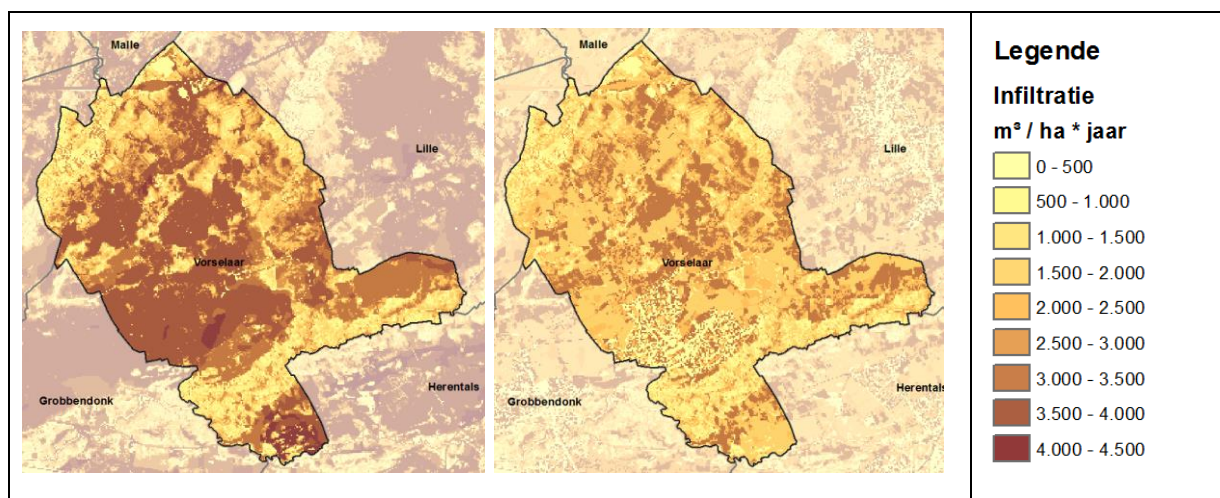 Malle
Lille
Vorselaar
Herentals
Grobbendonk
Malle
Lille
Vorselaar
Herentals
Grobbendonk
Legende
Infiltratie
m³ / ha * jaar
0 - 500
500 - 1.000
1.000 - 1.500
1.500 - 2.000
2.000 - 2.500
2.500 - 3.000
3.000 - 3.500
3.500 - 4.000
4.000 - 4.500